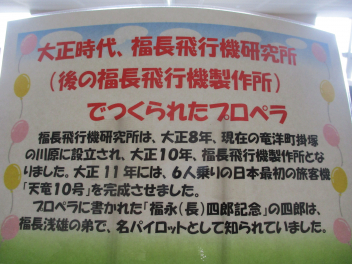 大正時代、福長飛行機研究所
(後の福長飛行機製作所)
でつくられたプロペラ
福長飛行機研究所は、大正8年、現在の竜洋町掛塚
の川原に設立され、大正10年、福長飛行機製作所とな
りました。大正11年には、6人乗りの日本最初の旅客機
「天竜10号」を完成させました。
プロペラに書かれた「福永(長)四郎記念」の四郎は、
福長浅雄の弟で、名パイロットとして知られていました。